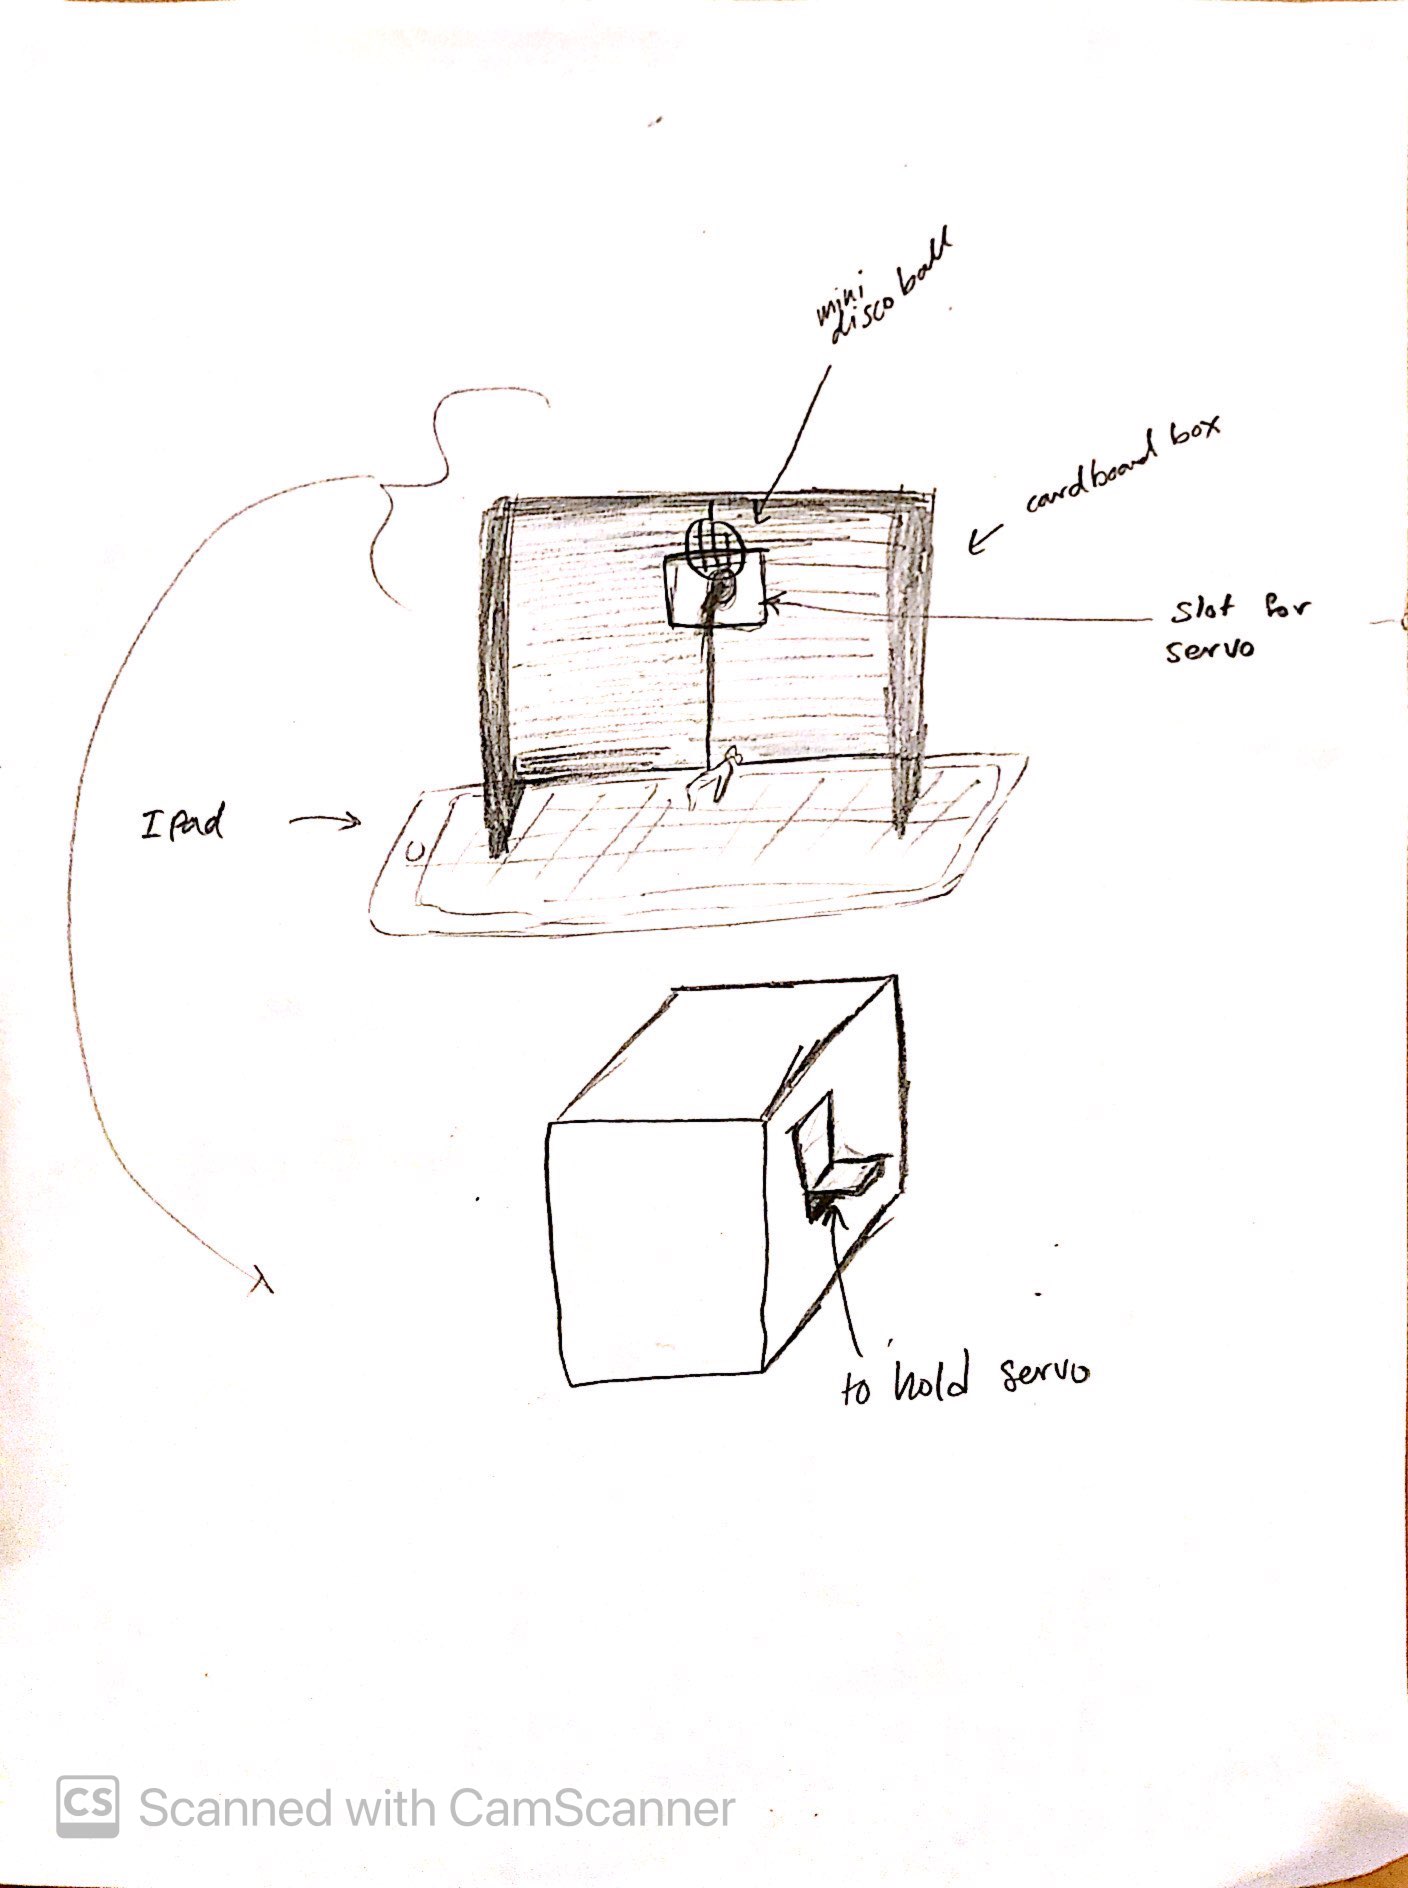 mini
disco ball
cardboard box
slot for
servo
IPad
to hold servo
CS Scanned with CamScanner